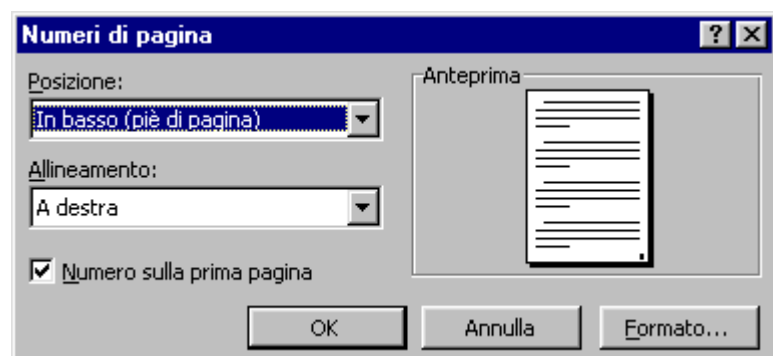 Numeri di pagina
Posizione:
In basso (piè di pagina)
Allineamento:
A destra
Numero sulla prima pagina
Anteprima
OK
Annulla
Formato...